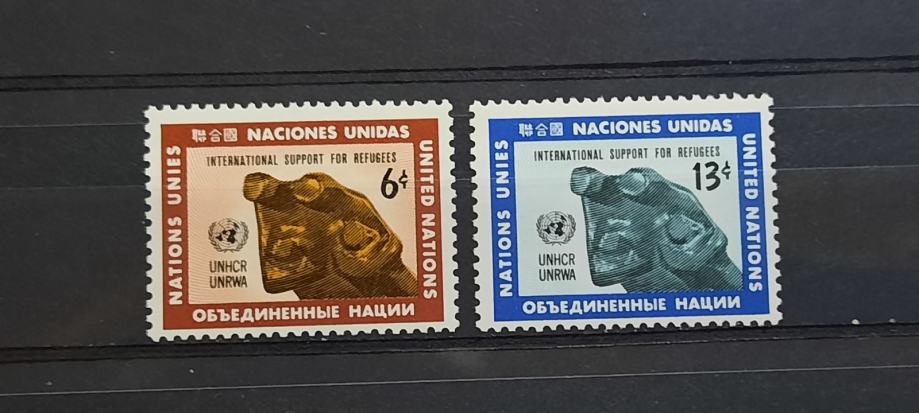 聯合國 NACIONES UNIDAS
NATIONS UNIES
INTERNATIONAL SUPPORT FOR REFUGEES
6¢
UNHCR
UNRWA
UNITED NATIONS
ОБЪЕДИНЕННЫЕ НАЦИИ
聯合國 NACIONES UNIDAS
NATIONS UNIES
INTERNATIONAL SUPPORT FOR REFUGEES
13¢
UNHCR
UNRWA
UNITED NATIONS
ОБЪЕДИНЕННЫЕ НАЦИИ